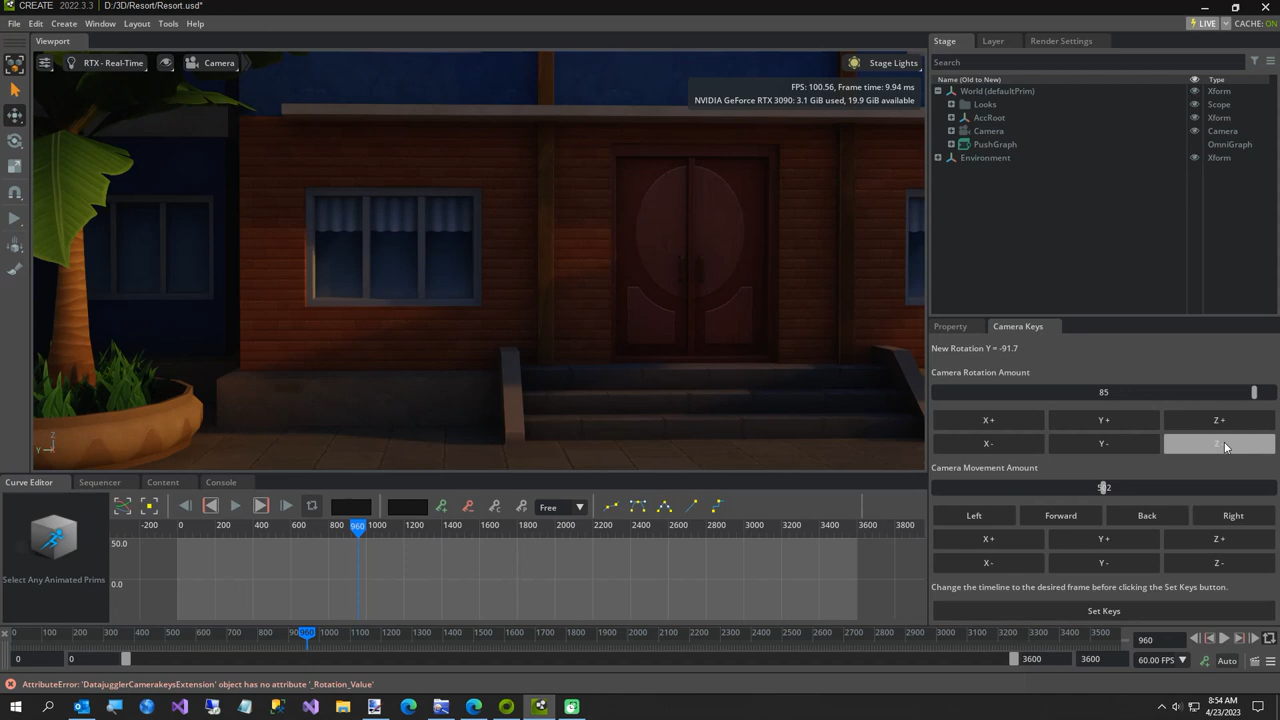 CREATE 2022.3.3 D:/3D/Resort/Resort.usd*
File Edit Create Window Layout Tools Help
LIVE CACHE: ON
Viewport
Stage Layer Render Settings
RTX - Real-Time Camera Stage Lights
Search
FPS: 100.56, Frame time: 9.94 ms
NVIDIA GeForce RTX 3090: 3.1 GiB used, 19.9 GiB available
Name (Old to New) Type
World (defaultPrim) Xform
Looks Scope
AccRoot Xform
Camera Camera
PushGraph OmniGraph
Environment Xform
Property Camera Keys
New Rotation Y = -91.7
Camera Rotation Amount
85
X + Y + Z +
X - Y -
Camera Movement Amount
Left Forward Back Right
X + Y + Z +
X - Y - Z -
Change the timeline to the desired frame before clicking the Set Keys button.
Set Keys
Z
Y
Curve Editor Sequencer Content Console
Free
-200 0 200 400 600 800 960 1000 1200 1400 1600 1800 2000 2200 2400 2600 2800 3000 3200 3400 3600 3800
50.0
0.0
Select Any Animated Prims
0 100 200 300 400 500 600 700 800 960 1000 1100 1200 1300 1400 1500 1600 1700 1800 1900 2000 2100 2200 2300 2400 2500 2600 2700 2800 2900 3000 3100 3200 3300 3400 3500
960
0 0 3600 3600 60.00 FPS Auto
AttributeError: 'DatajugglerCamerakeysExtension' object has no attribute '_Rotation_Value'
8:54 AM
4/23/2023